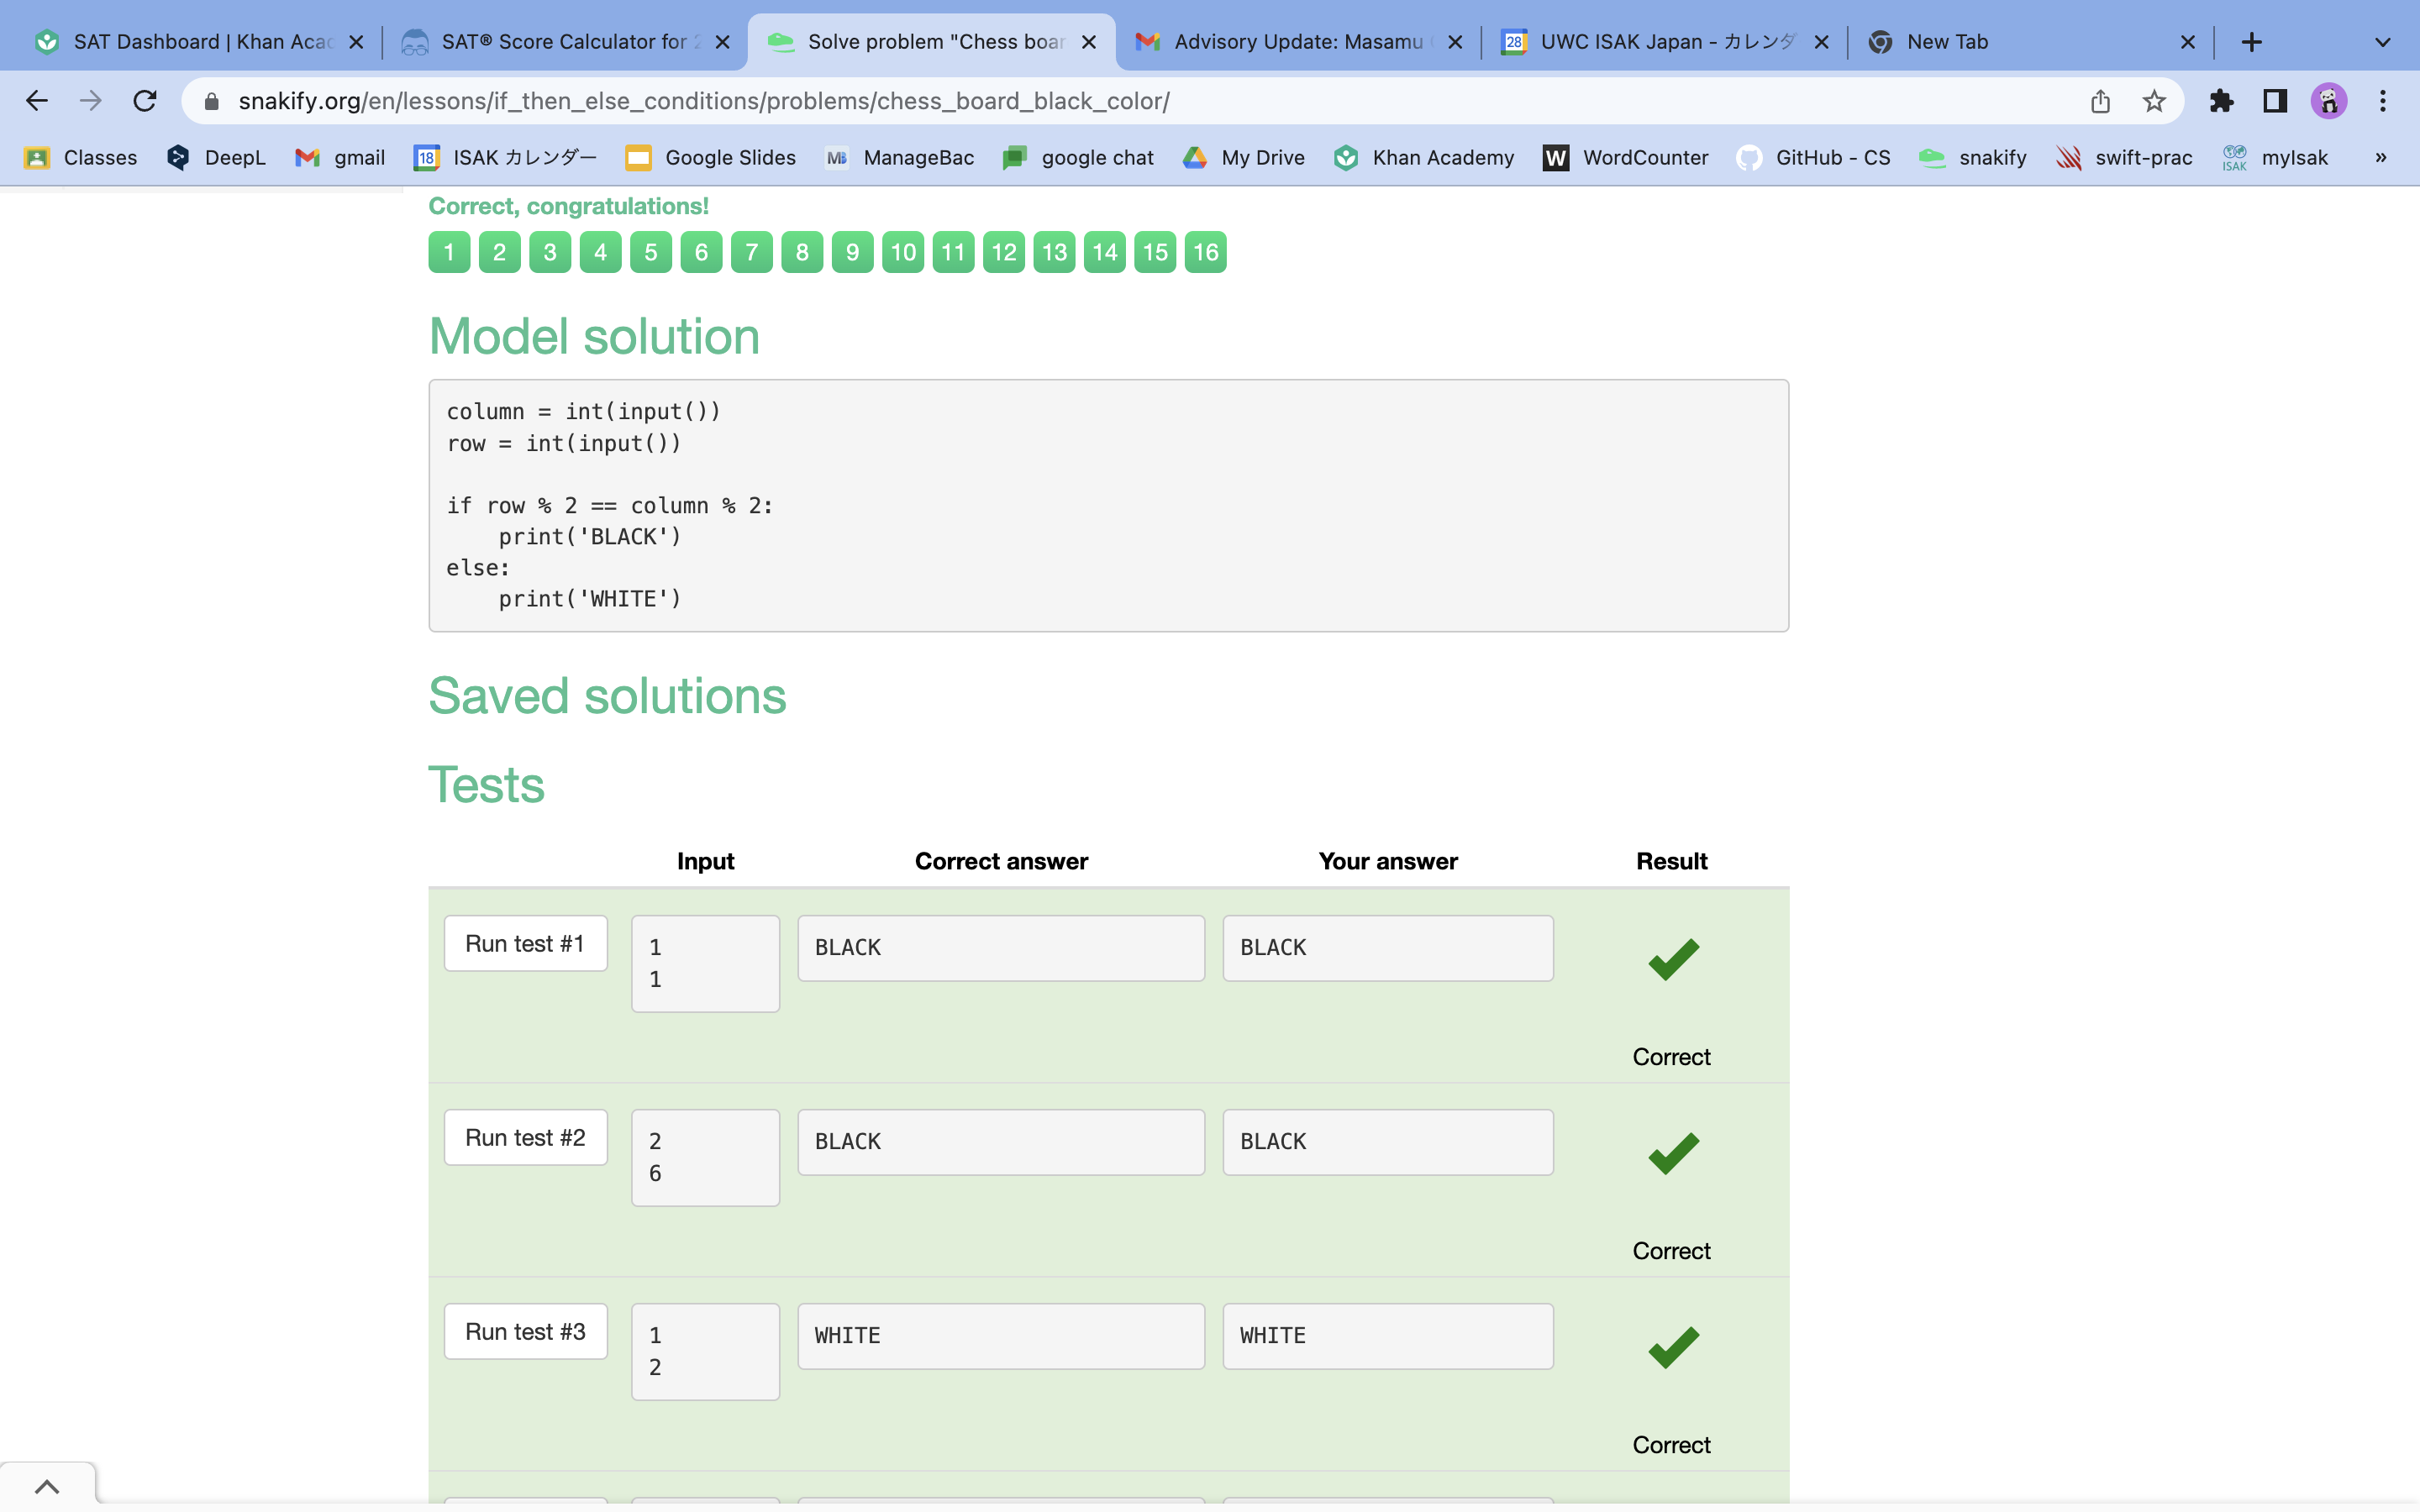 SAT Dashboard | Khan Acad
SAT® Score Calculator for 2
Solve problem "Chess boar
Advisory Update: Masamu
28
UWC ISAK Japan - カレンダ
New Tab
snakify.org/en/lessons/if_then_else_conditions/problems/chess_board_black_color/
Classes
DeepL
gmail
18
ISAK カレンダー
Google Slides
MB
ManageBac
google chat
My Drive
Khan Academy
W
WordCounter
GitHub - CS
snakify
swift-prac
ISAK
myIsak
»
Correct, congratulations!
1 2 3 4 5 6 7 8 9 10 11 12 13 14 15 16
Model solution
column = int(input())
row = int(input())
if row % 2 == column % 2:
    print('BLACK')
else:
    print('WHITE')
Saved solutions
Tests
Input Correct answer Your answer Result
Run test #1
1
1
BLACK
BLACK
Correct
Run test #2
2
6
BLACK
BLACK
Correct
Run test #3
1
2
WHITE
WHITE
Correct